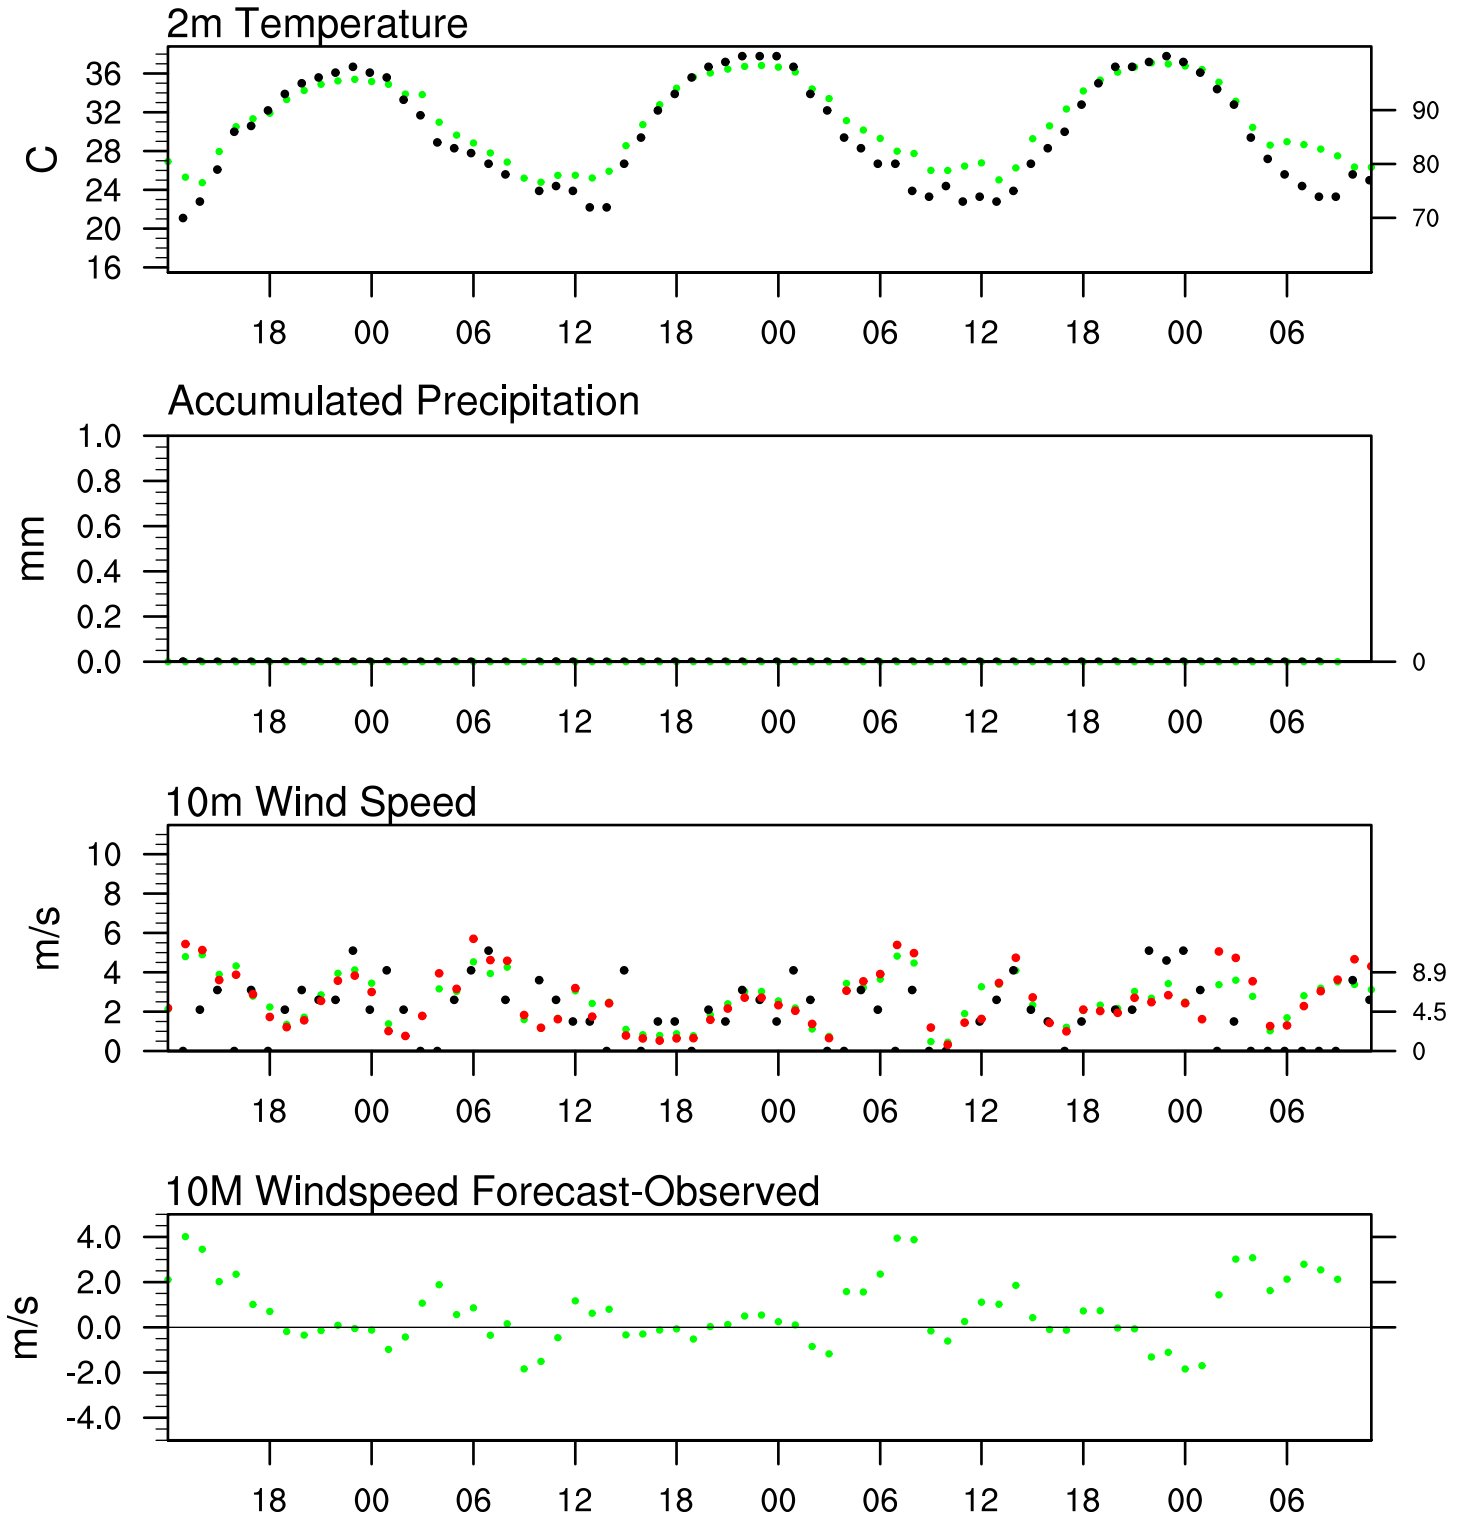 2m Temperature
36
32
28
24
20
16
C
90
80
70
18 00 06 12 18 00 06 12 18 00 06
Accumulated Precipitation
1.0
0.8
0.6
0.4
0.2
0.0
mm
0
18 00 06 12 18 00 06 12 18 00 06
10m Wind Speed
10
8
6
4
2
0
m/s
8.9
4.5
0
18 00 06 12 18 00 06 12 18 00 06
10M Windspeed Forecast-Observed
4.0
2.0
0.0
-2.0
-4.0
m/s
18 00 06 12 18 00 06 12 18 00 06